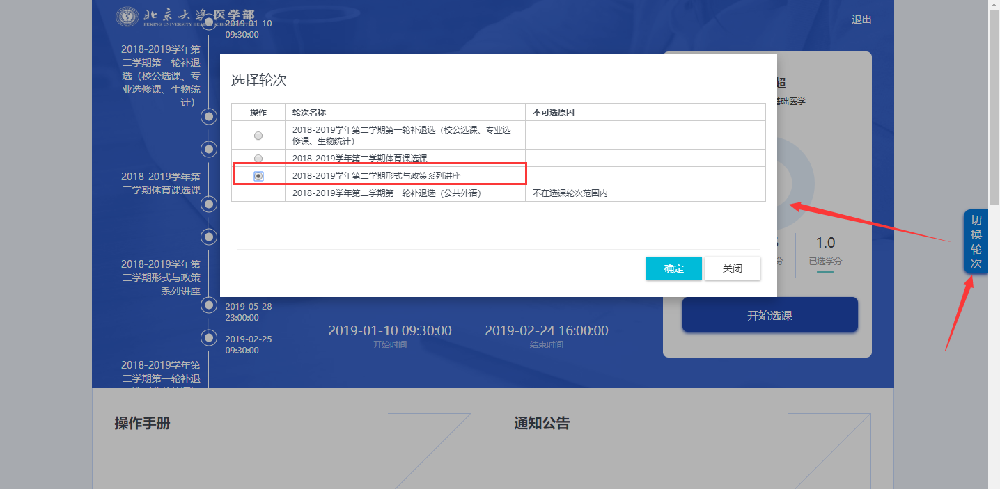 北京大学医学部
PEKING UNIVERSITY HEA
退出
2019-01-10
09:30:00
2018-2019学年第
二学期第一轮补退
选（校公选课、专
业选修课、生物统
计）
2018-2019学年第
二学期体育课选课
2018-2019学年第
二学期形式与政策
系列讲座
2019-05-28
23:00:00
2019-02-25
09:30:00
2018-2019学年第
二学期第一轮补退
选择轮次
操作 轮次名称 不可选原因
2018-2019学年第二学期第一轮补退选（校公选课、专业选
修课、生物统计）
2018-2019学年第二学期体育课选课
2018-2019学年第二学期形式与政策系列讲座
2018-2019学年第二学期第一轮补退选（公共外语） 不在选课轮次范围内
确定 关闭
超
基础医学
1.0
分 已选学分
开始选课
2019-01-10 09:30:00 2019-02-24 16:00:00
开始时间 结束时间
切
换
轮
次
操作手册 通知公告